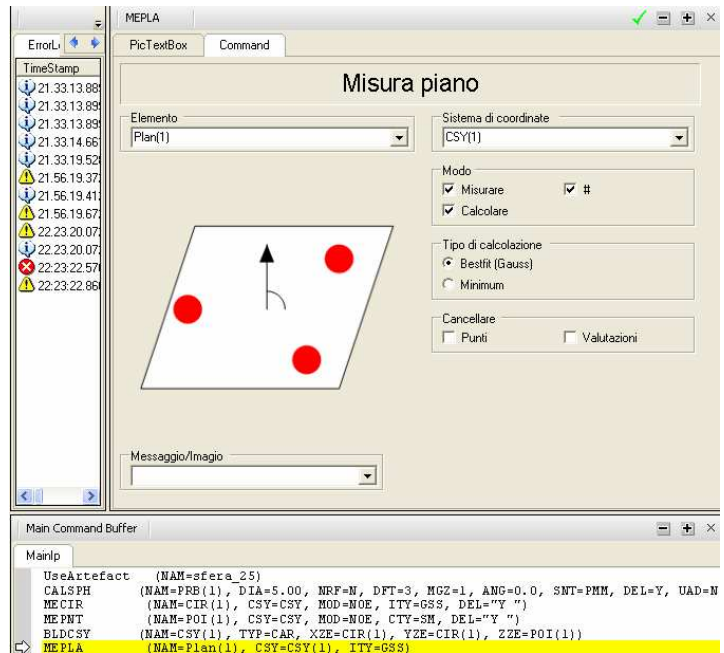 MEPLA
ErrorL
PicTextBox Command
TimeStamp
21.33.13.88
21.33.13.89
21.33.13.89
21.33.14.66
21.33.19.52
21.56.19.37
21.56.19.41
21.56.19.67
22.23.20.07
22.23.20.07
22:23:22.57
22:23:22.86
Misura piano
Elemento
Plan(1)
Sistema di coordinate
CSY(1)
Modo
Misurare #
Calcolare
Tipo di calcolazione
Bestfit (Gauss)
Minimum
Cancellare
Punti Valutazioni
Messaggio/Imagio
Main Command Buffer
MainIp
UseArtefact (NAM=sfera_25)
CALSPH (NAM=PRB(1), DIA=5.00, NRF=N, DFT=3, MGZ=1, ANG=0.0, SNT=PMM, DEL=Y, UAD=N
MECIR (NAM=CIR(1), CSY=CSY, MOD=NOE, ITY=GSS, DEL="Y ")
MEPNT (NAM=POI(1), CSY=CSY, MOD=NOE, CTY=SM, DEL="Y ")
BLDCSY (NAM=CSY(1), TYP=CAR, XZE=CIR(1), YZE=CIR(1), ZZE=POI(1))
MEPLA (NAM=Plan(1), CSY=CSY(1), ITY=GSS)